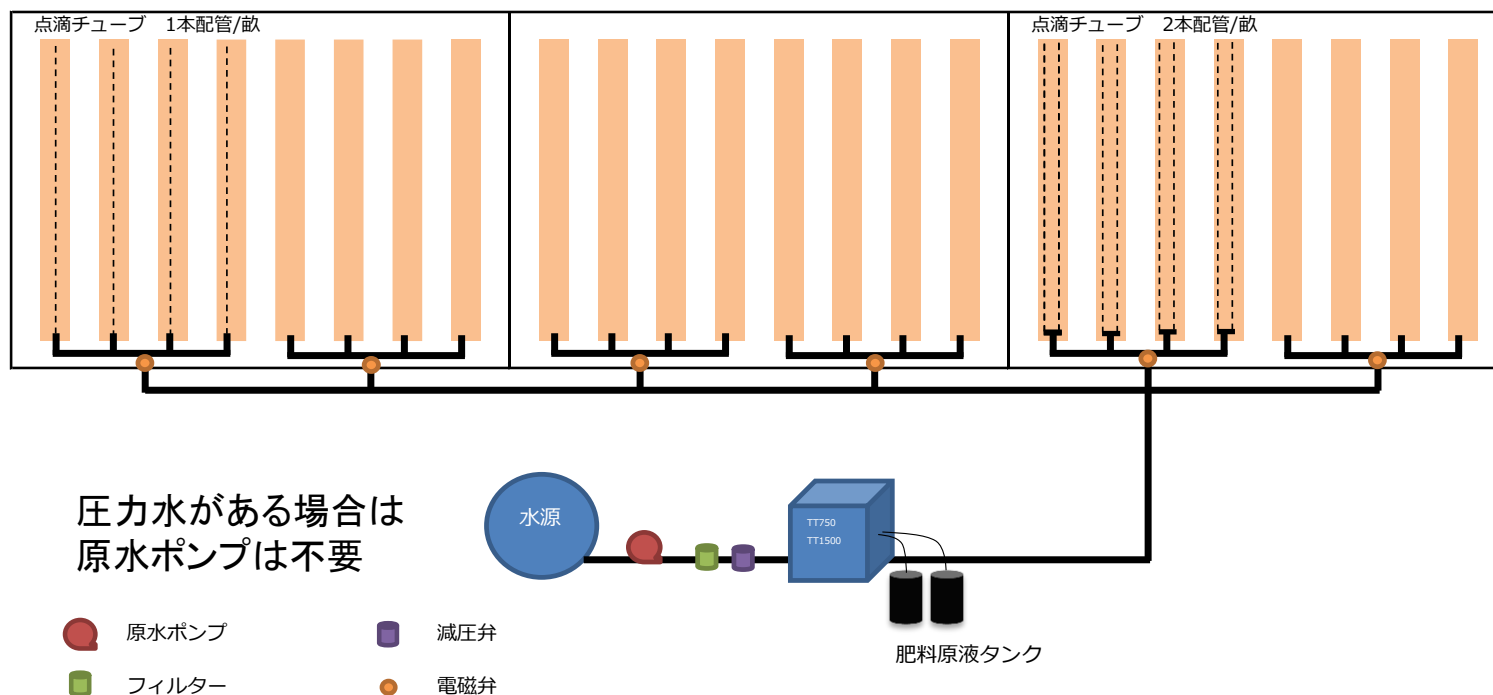 点滴チューブ　1本配管/畝
点滴チューブ　2本配管/畝
圧力水がある場合は
原水ポンプは不要
水源
TT750
TT1500
肥料原液タンク
原水ポンプ
減圧弁
フィルター
電磁弁